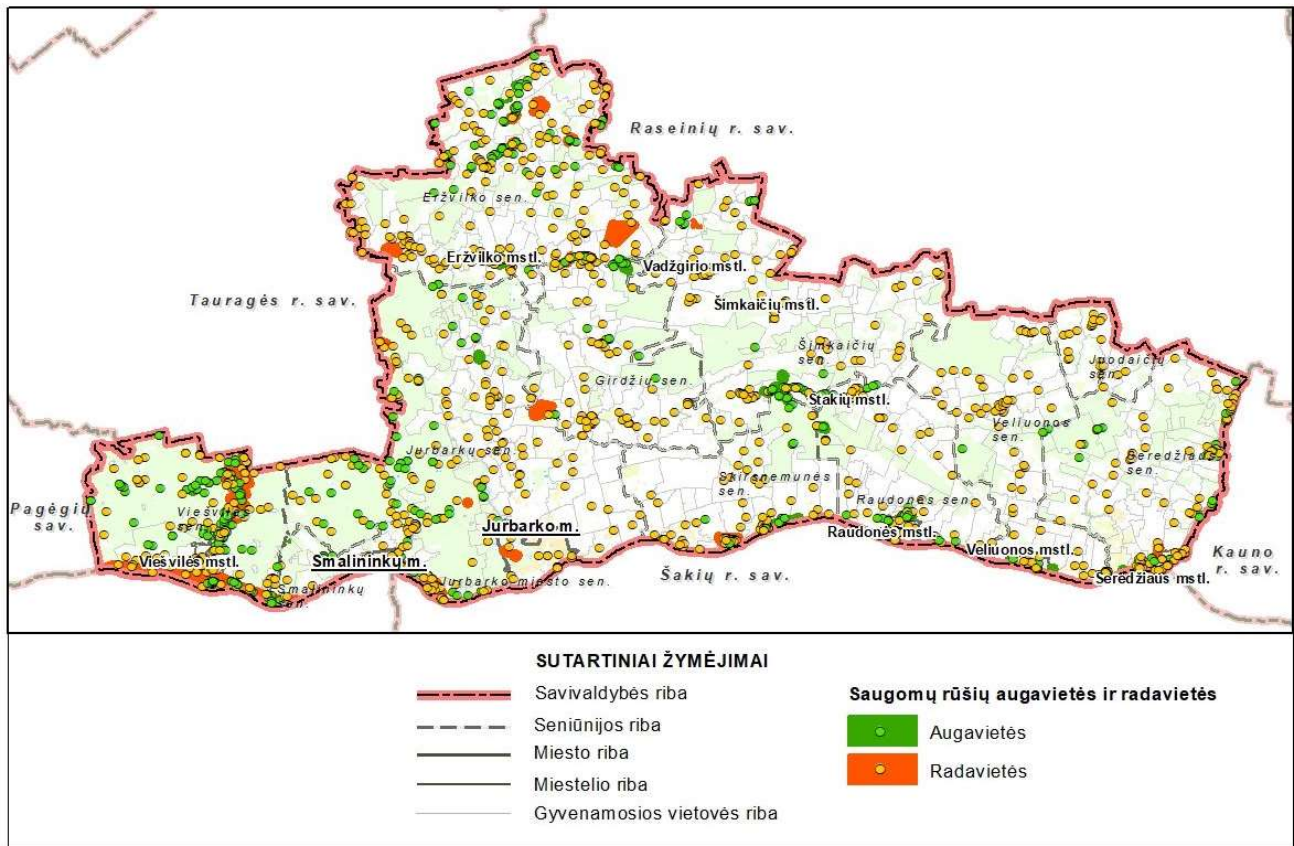 Raseinių r. sav.
Eržvilko sen.
Eržvilko mstl.
Vadžgirio mstl.
Tauragės r. sav.
Šimkaičių mstl.
Šimkaičių
sen.
Juodaičių
sen.
Girdžių sen.
Stakių mstl.
Veliuonos
sen.
Jurbarkų sen.
Seredžiaus
sen.
Skirsnemunės
sen.
Raudonės sen.
Pagėgių
sav.
Viešvilės
sen.
Jurbarko m.
Raudonės mstl.
Veliuonos mstl.
Kauno
r. sav.
Viešvilės mstl.
Smalininkų m.
Šakių r. sav.
Seredžiaus mstl.
Jurbarko miesto sen.
Smalininkų
sen.
SUTARTINIAI ŽYMĖJIMAI
Savivaldybės riba
Seniūnijos riba
Miesto riba
Miestelio riba
Gyvenamosios vietovės riba
Saugomų rūšių augavietės ir radavietės
Augavietės
Radavietės